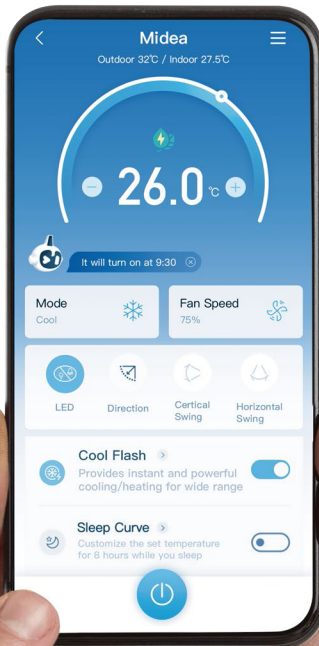 Midea
Outdoor 32℃ / Indoor 27.5℃
26.0 ℃
It will turn on at 9:30
Mode
Cool
Fan Speed
75%
LED
Direction
Certical
Swing
Horizontal
Swing
Cool Flash
Provides instant and powerful
cooling/heating for wide range
Sleep Curve
Customize the set temperature
for 8 hours while you sleep